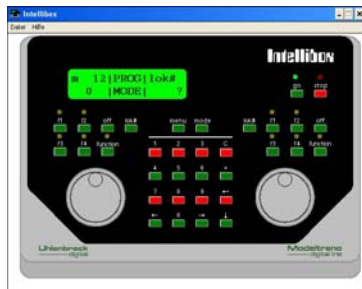 Intellibox
Datei Hilfe
Intellibox
m 12|PROG|lok#
0 |MODE| ?
go stop
f1 f2 off lok#
menu mode
lok# f1 f2 off
f3 f4 function
1 2 3 C
f3 f4 function
4 5 6 +
7 8 9 ↵
← 0 → ↓
Uhlenbrock
digital
Modeltreno
digital line